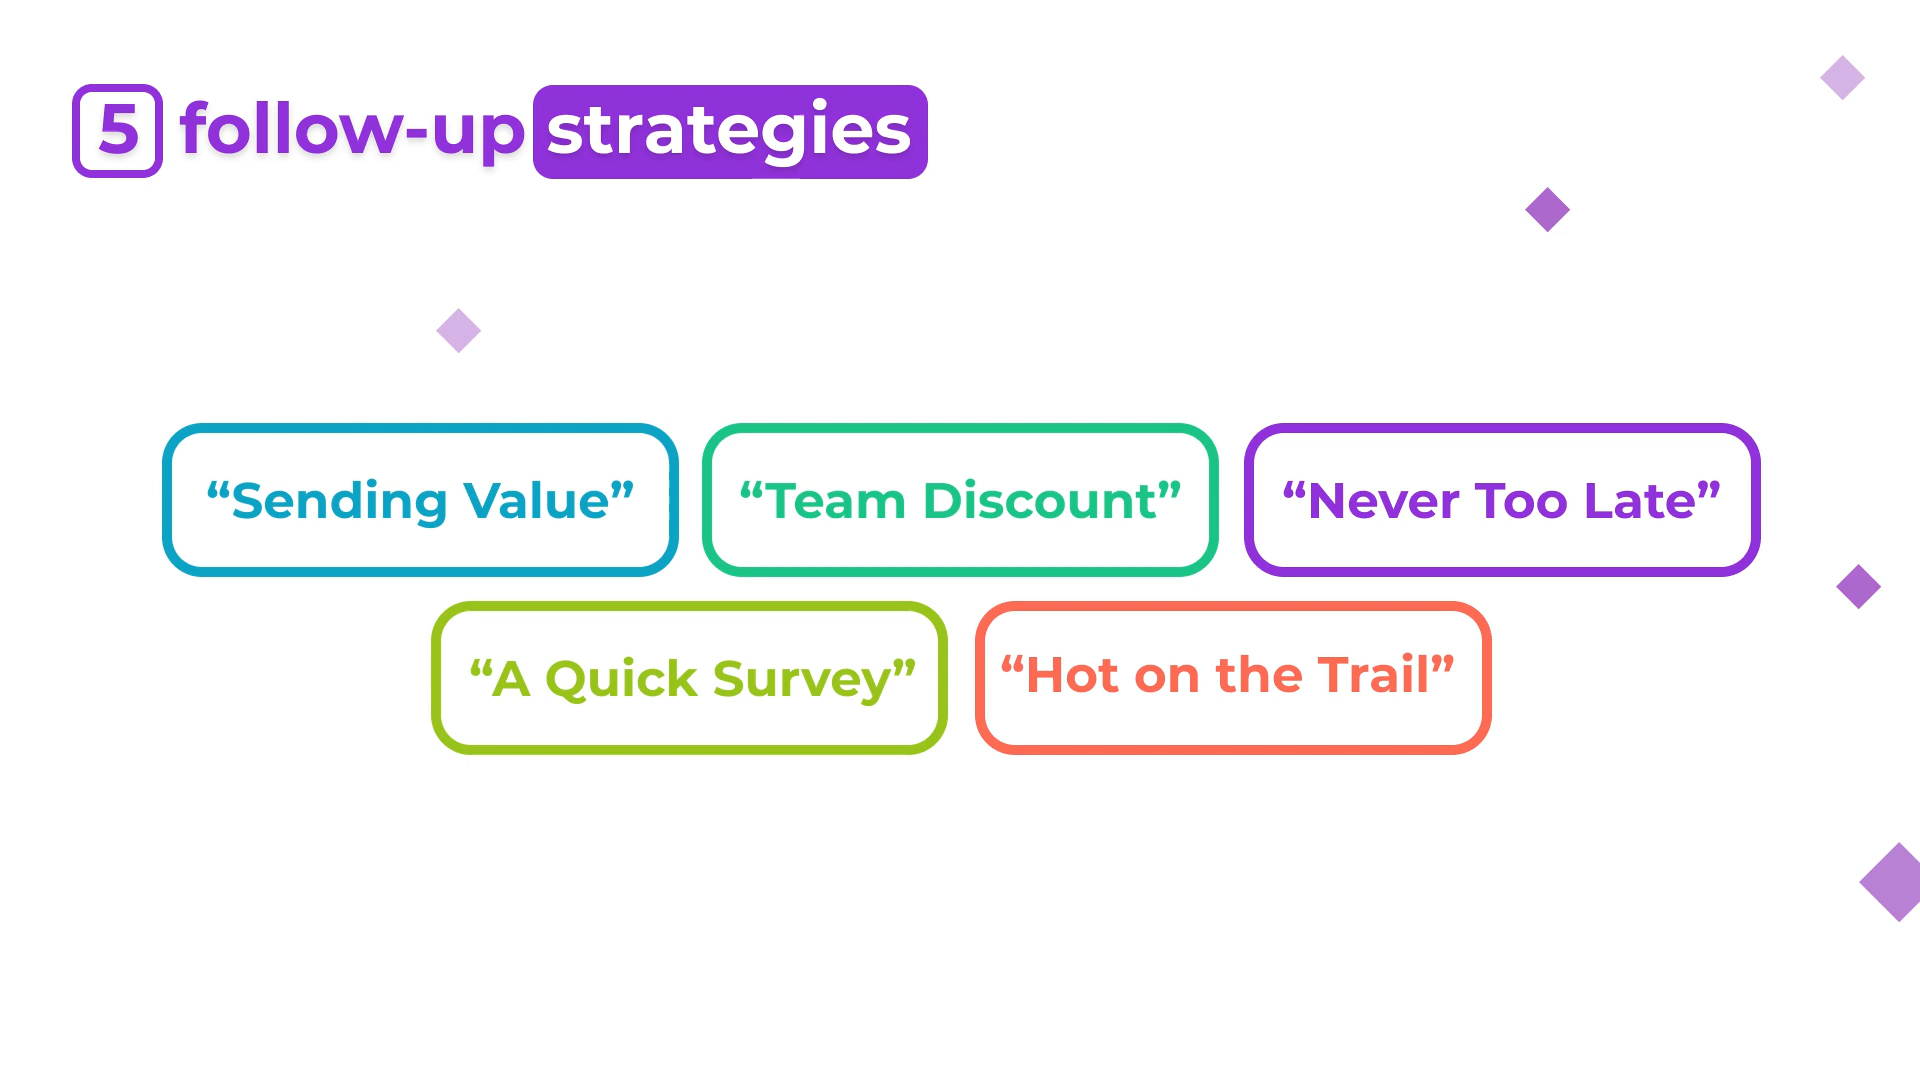 5 follow-up strategies
“Sending Value” “Team Discount” “Never Too Late”
“A Quick Survey” “Hot on the Trail”